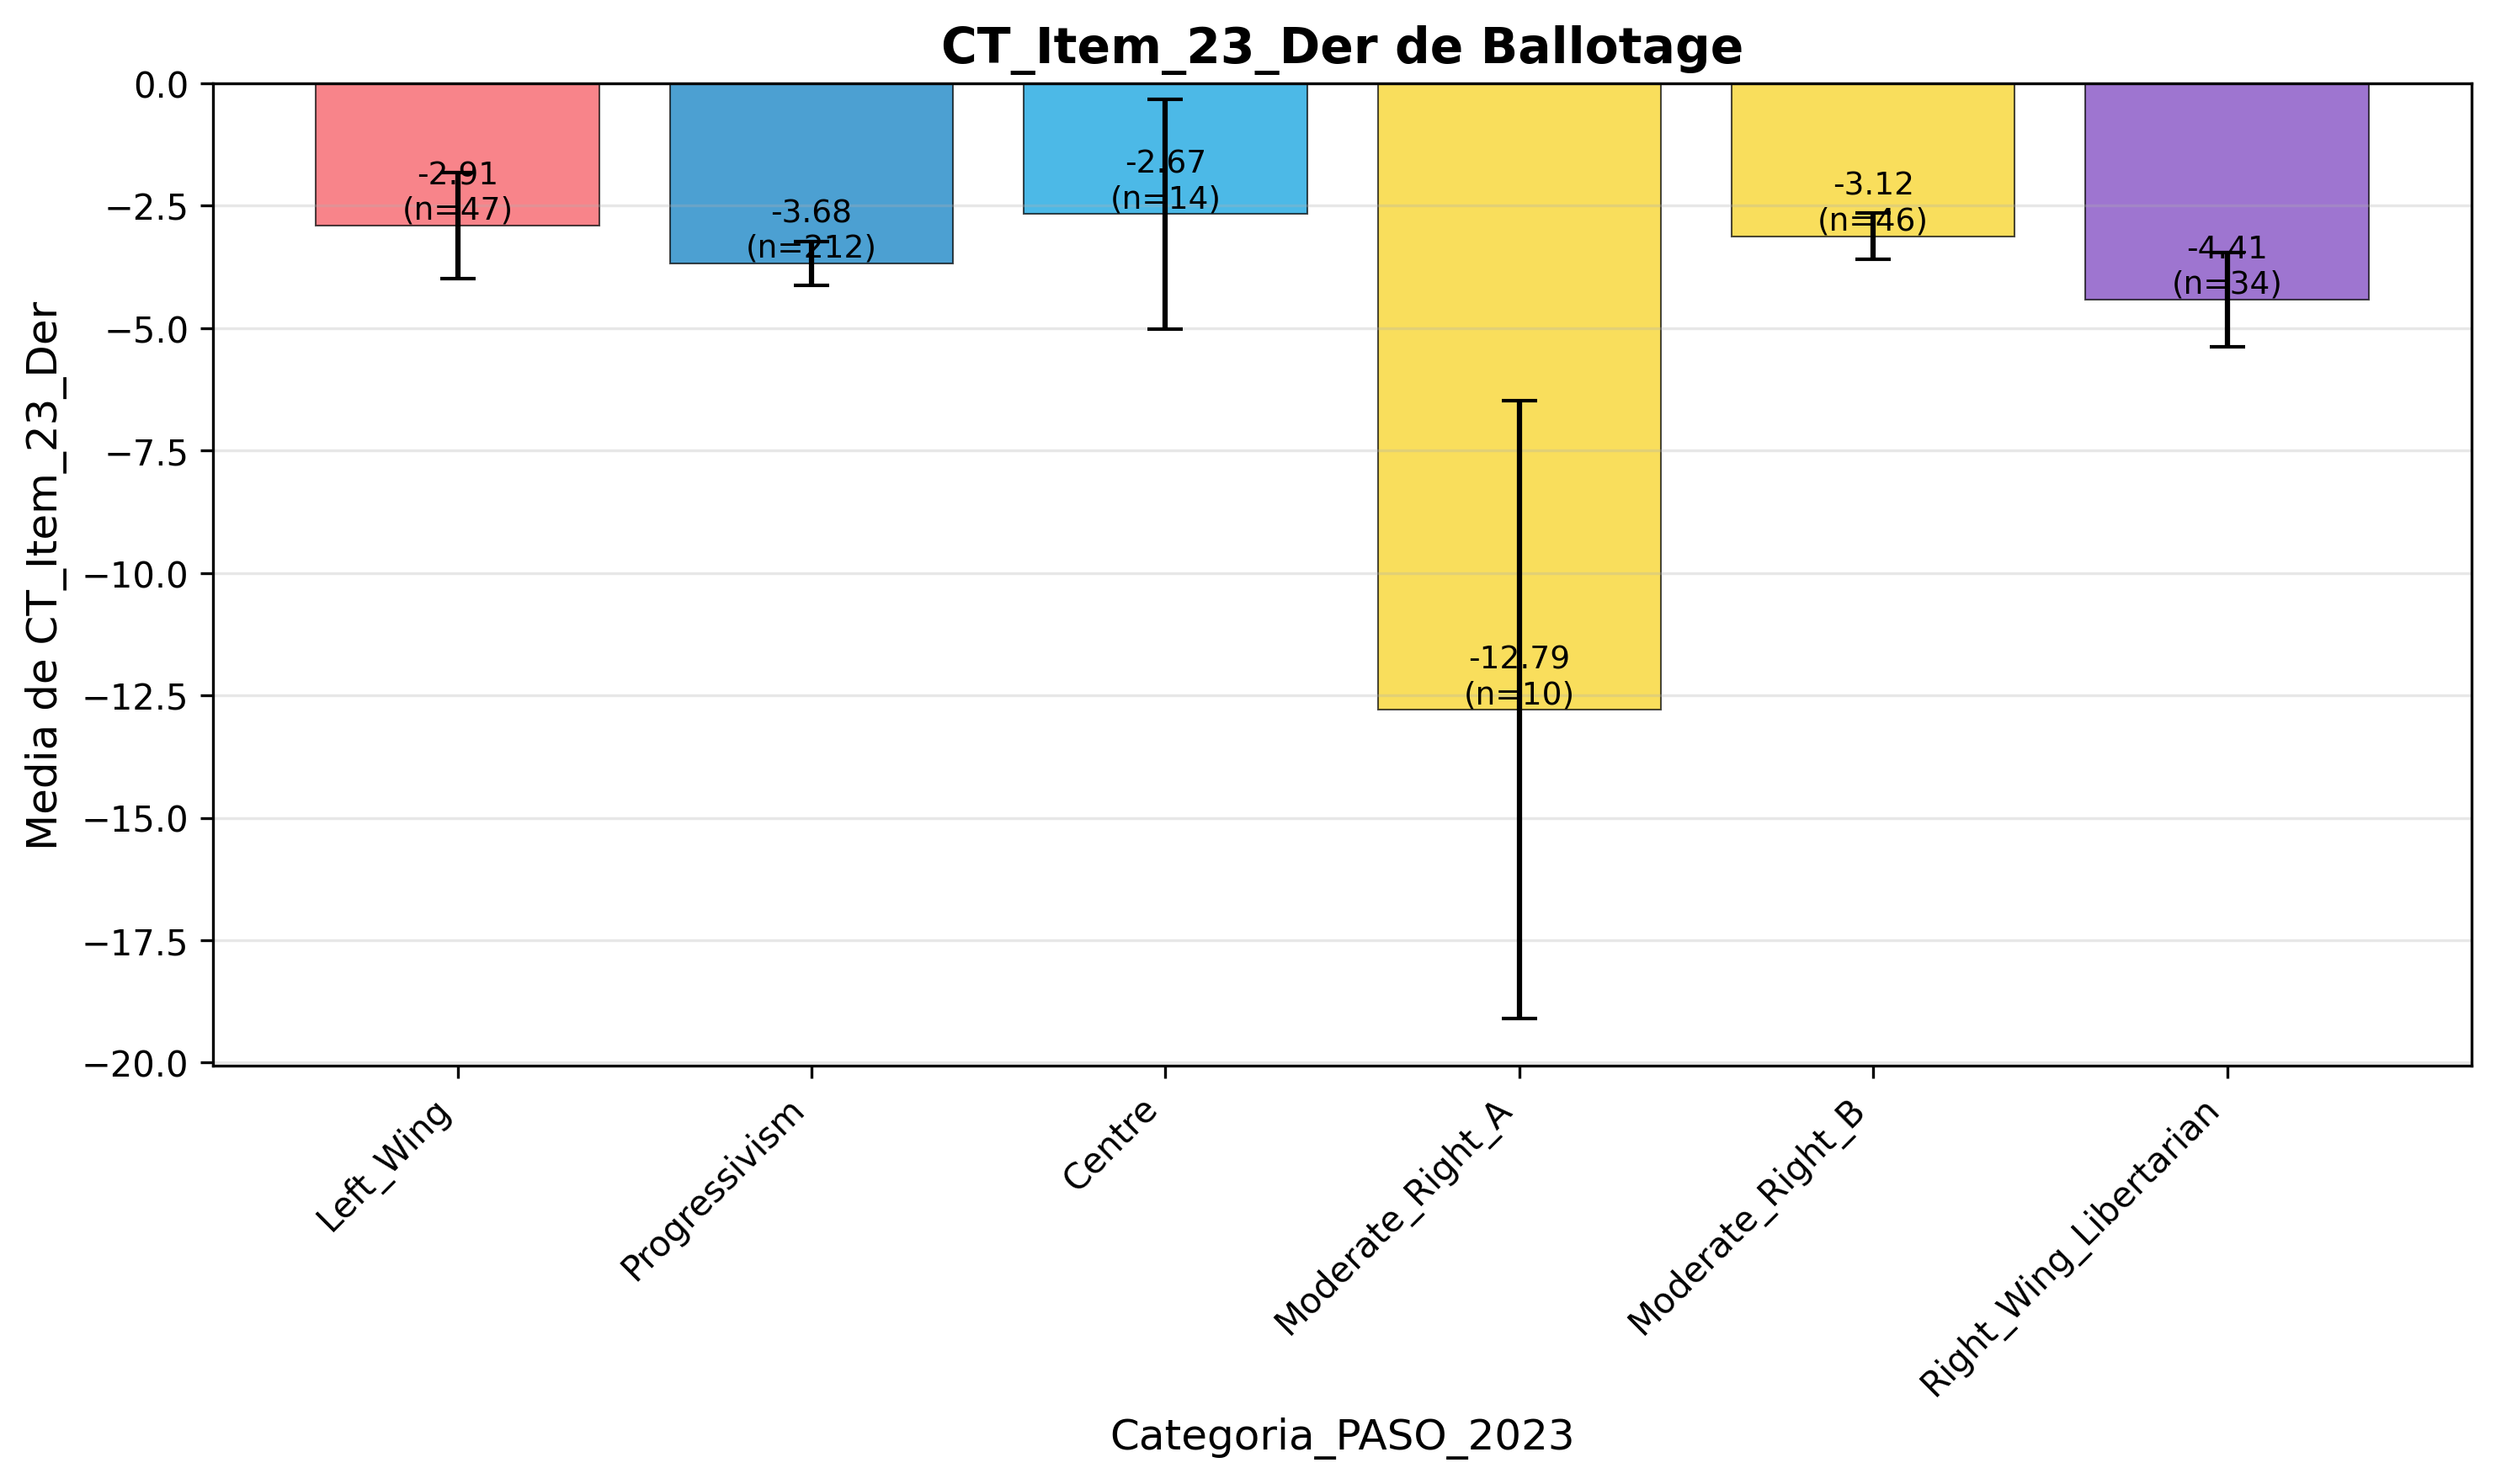 CT_Item_23_Der de Ballotage
Media de CT_Item_23_Der
0.0
−2.5
−5.0
−7.5
−10.0
−12.5
−15.0
−17.5
−20.0
-2.91
(n=47)
-3.68
(n=212)
-2.67
(n=14)
-12.79
(n=10)
-3.12
(n=46)
-4.41
(n=34)
Left_Wing
Progressivism
Centre
Moderate_Right_A
Moderate_Right_B
Right_Wing_Libertarian
Categoria_PASO_2023